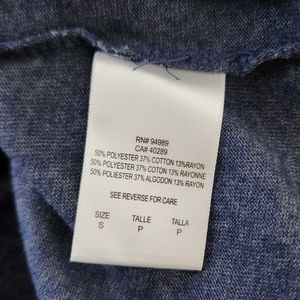 RN# 94989
CA# 40289
50% POLYESTER 37% COTTON 13%RAYON
50% POLYESTER 37% COTON 13%RAYONNE
50% POLIESTER 37% ALGODON 13% RAYON
SEE REVERSE FOR CARE
SIZE TALLE TALLA
S P P